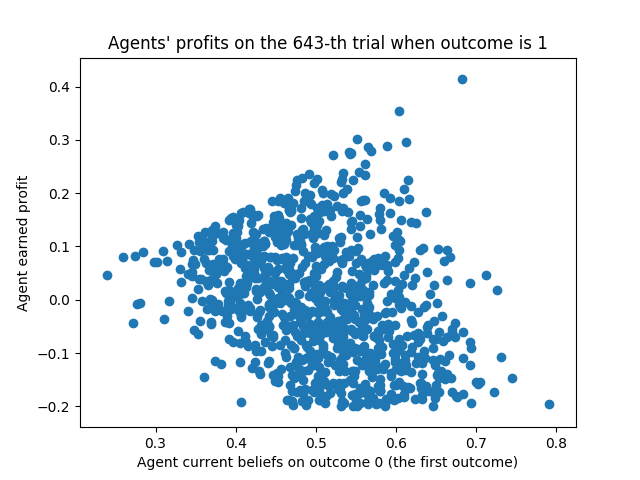 Agents' profits on the 643-th trial when outcome is 1
Agent earned profit
0.4
0.3
0.2
0.1
0.0
−0.1
−0.2
0.3 0.4 0.5 0.6 0.7 0.8
Agent current beliefs on outcome 0 (the first outcome)